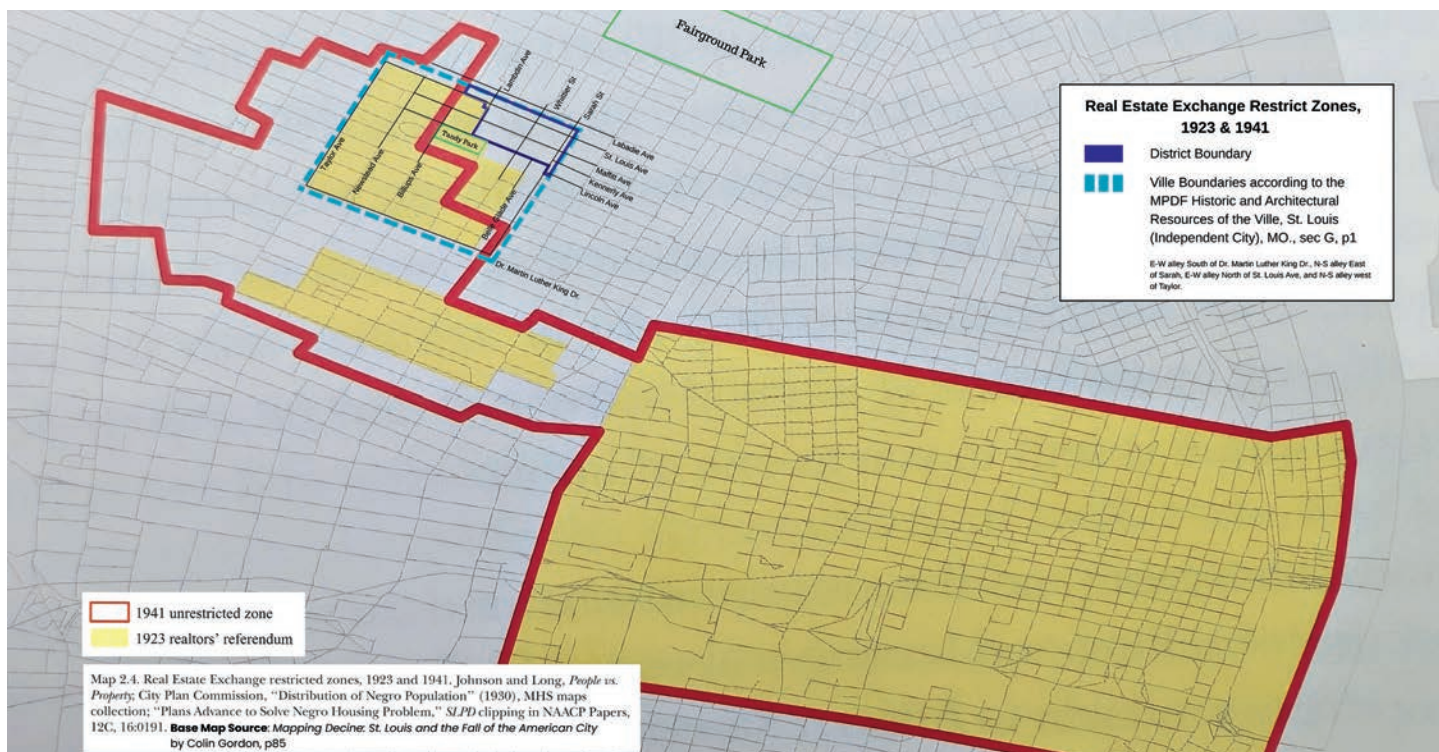 Fairground Park
Lambdin Ave
Whittier St
Sarah St
Labadie Ave
St. Louis Ave
Maffitt Ave
Kennerly Ave
Lincoln Ave
Tandy Park
Taylor Ave
Newstead Ave
Billups Ave
Belle Glade Ave
Dr. Martin Luther King Dr.
Real Estate Exchange Restrict Zones,
1923 & 1941
District Boundary
Ville Boundaries according to the
MPDF Historic and Architectural
Resources of the Ville, St. Louis
(Independent City), MO., sec G, p1
E-W alley South of Dr. Martin Luther King Dr., N-S alley East
of Sarah, E-W alley North of St. Louis Ave, and N-S alley west
of Taylor.
1941 unrestricted zone
1923 realtors' referendum
Map 2.4. Real Estate Exchange restricted zones, 1923 and 1941. Johnson and Long, People vs.
Property; City Plan Commission, "Distribution of Negro Population" (1930), MHS maps
collection; "Plans Advance to Solve Negro Housing Problem," SLPD clipping in NAACP Papers,
12C, 16:0191. Base Map Source: Mapping Decine: St. Louis and the Fall of the American City
by Colin Gordon, p85